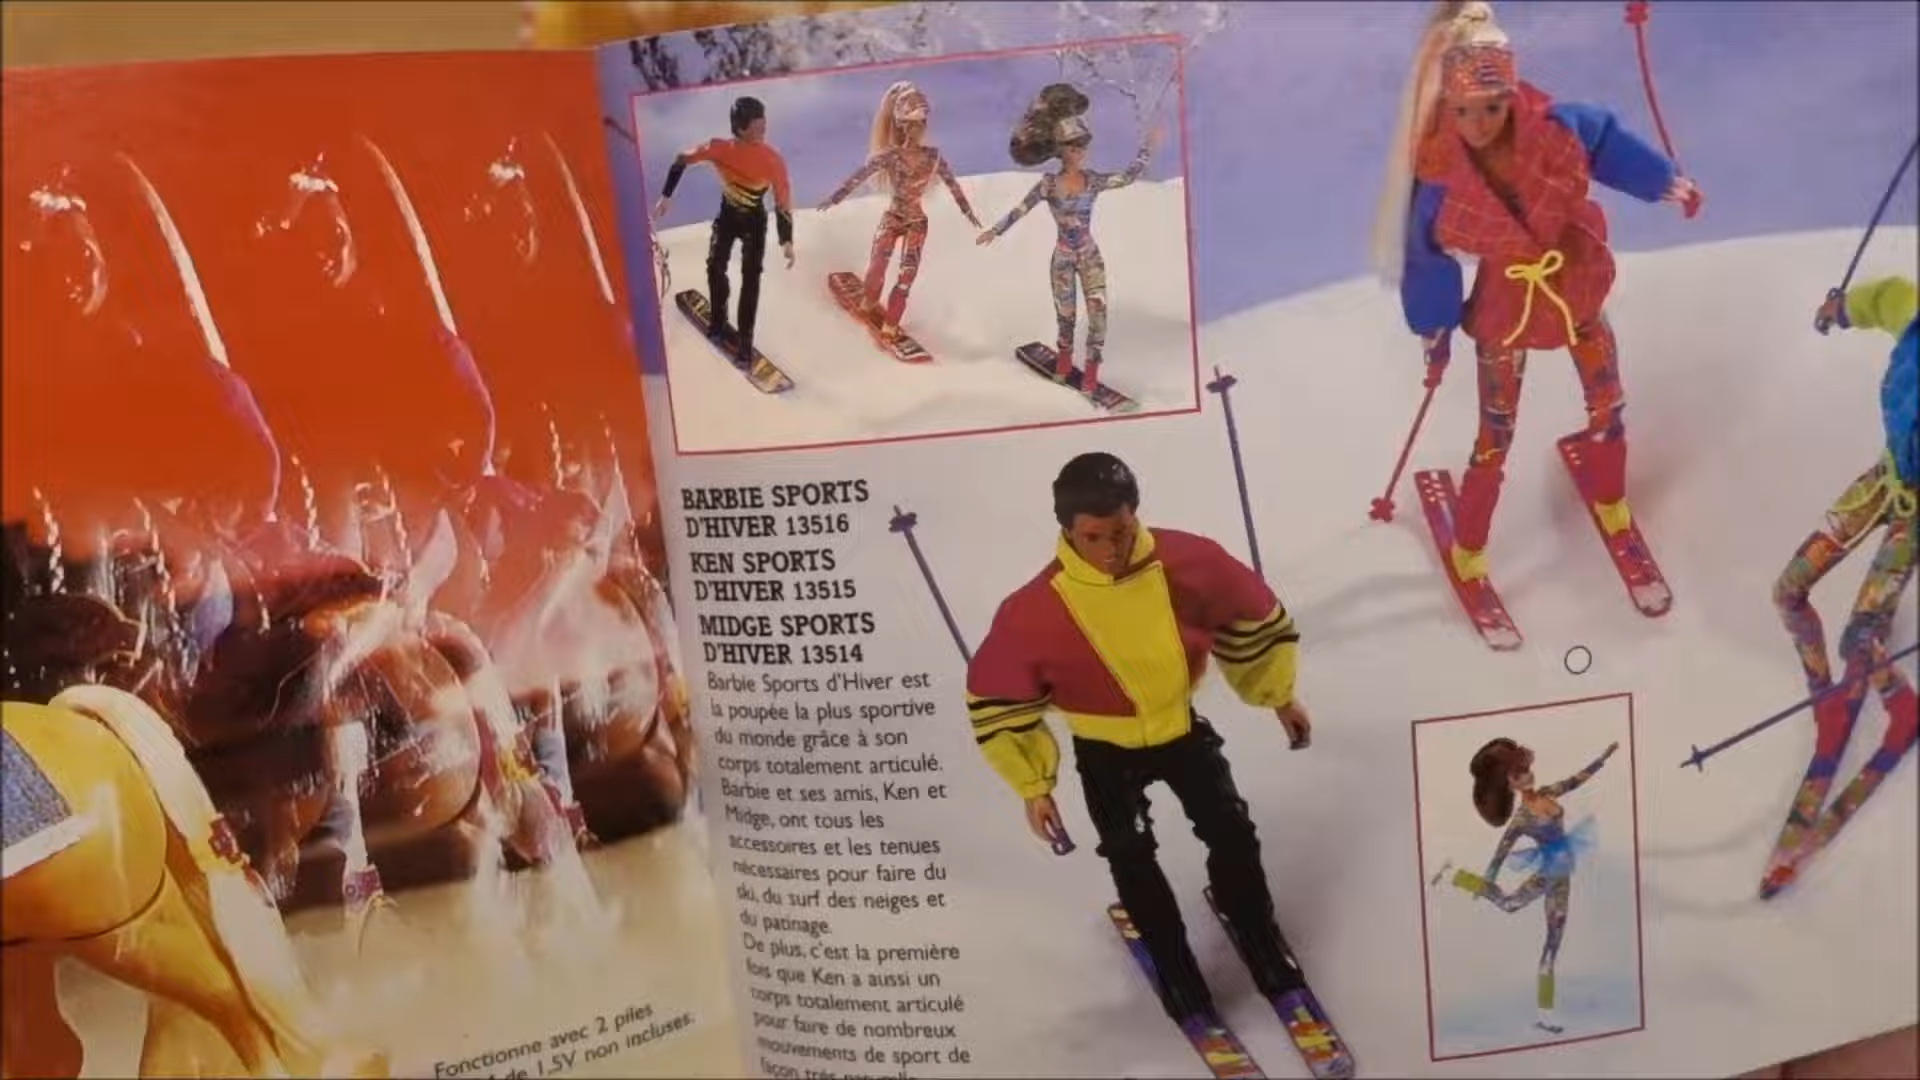 BARBIE SPORTS
D'HIVER 13516
KEN SPORTS
D'HIVER 13515
MIDGE SPORTS
D'HIVER 13514
Barbie Sports d'Hiver est
la poupée la plus sportive
du monde grâce à son
corps totalement articulé.
Barbie et ses amis, Ken et
Midge, ont tous les
accessoires et les tenues
nécessaires pour faire du
ski, du surf des neiges et
du patinage.
De plus, c'est la première
fois que Ken a aussi un
corps totalement articulé
pour faire de nombreux
mouvements de sport de
façon très
Fonctionne avec 2 piles
de 1,5V non incluses.